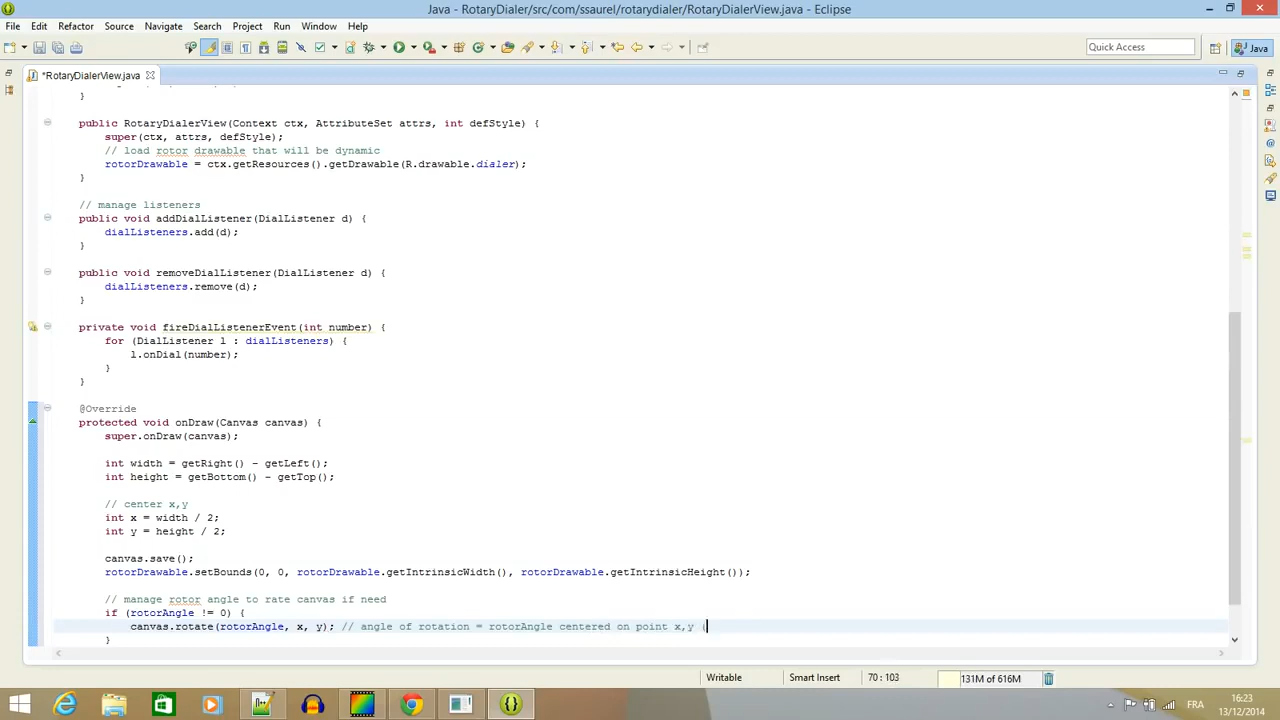 Java - RotaryDialer/src/com/ssaurel/rotarydialer/RotaryDialerView.java - Eclipse
File Edit Refactor Source Navigate Search Project Run Window Help
Quick Access
Java
*RotaryDialerView.java
}
public RotaryDialerView(Context ctx, AttributeSet attrs, int defStyle) {
super(ctx, attrs, defStyle);
// load rotor drawable that will be dynamic
rotorDrawable = ctx.getResources().getDrawable(R.drawable.dialer);
}
// manage listeners
public void addDialListener(DialListener d) {
dialListeners.add(d);
}
public void removeDialListener(DialListener d) {
dialListeners.remove(d);
}
private void fireDialListenerEvent(int number) {
for (DialListener l : dialListeners) {
l.onDial(number);
}
}
@Override
protected void onDraw(Canvas canvas) {
super.onDraw(canvas);
int width = getRight() - getLeft();
int height = getBottom() - getTop();
// center x,y
int x = width / 2;
int y = height / 2;
canvas.save();
rotorDrawable.setBounds(0, 0, rotorDrawable.getIntrinsicWidth(), rotorDrawable.getIntrinsicHeight());
// manage rotor angle to rate canvas if need
if (rotorAngle != 0) {
canvas.rotate(rotorAngle, x, y); // angle of rotation = rotorAngle centered on point x,y (
}
Writable Smart Insert 70 : 103 131M of 616M
FRA
16:23
13/12/2014